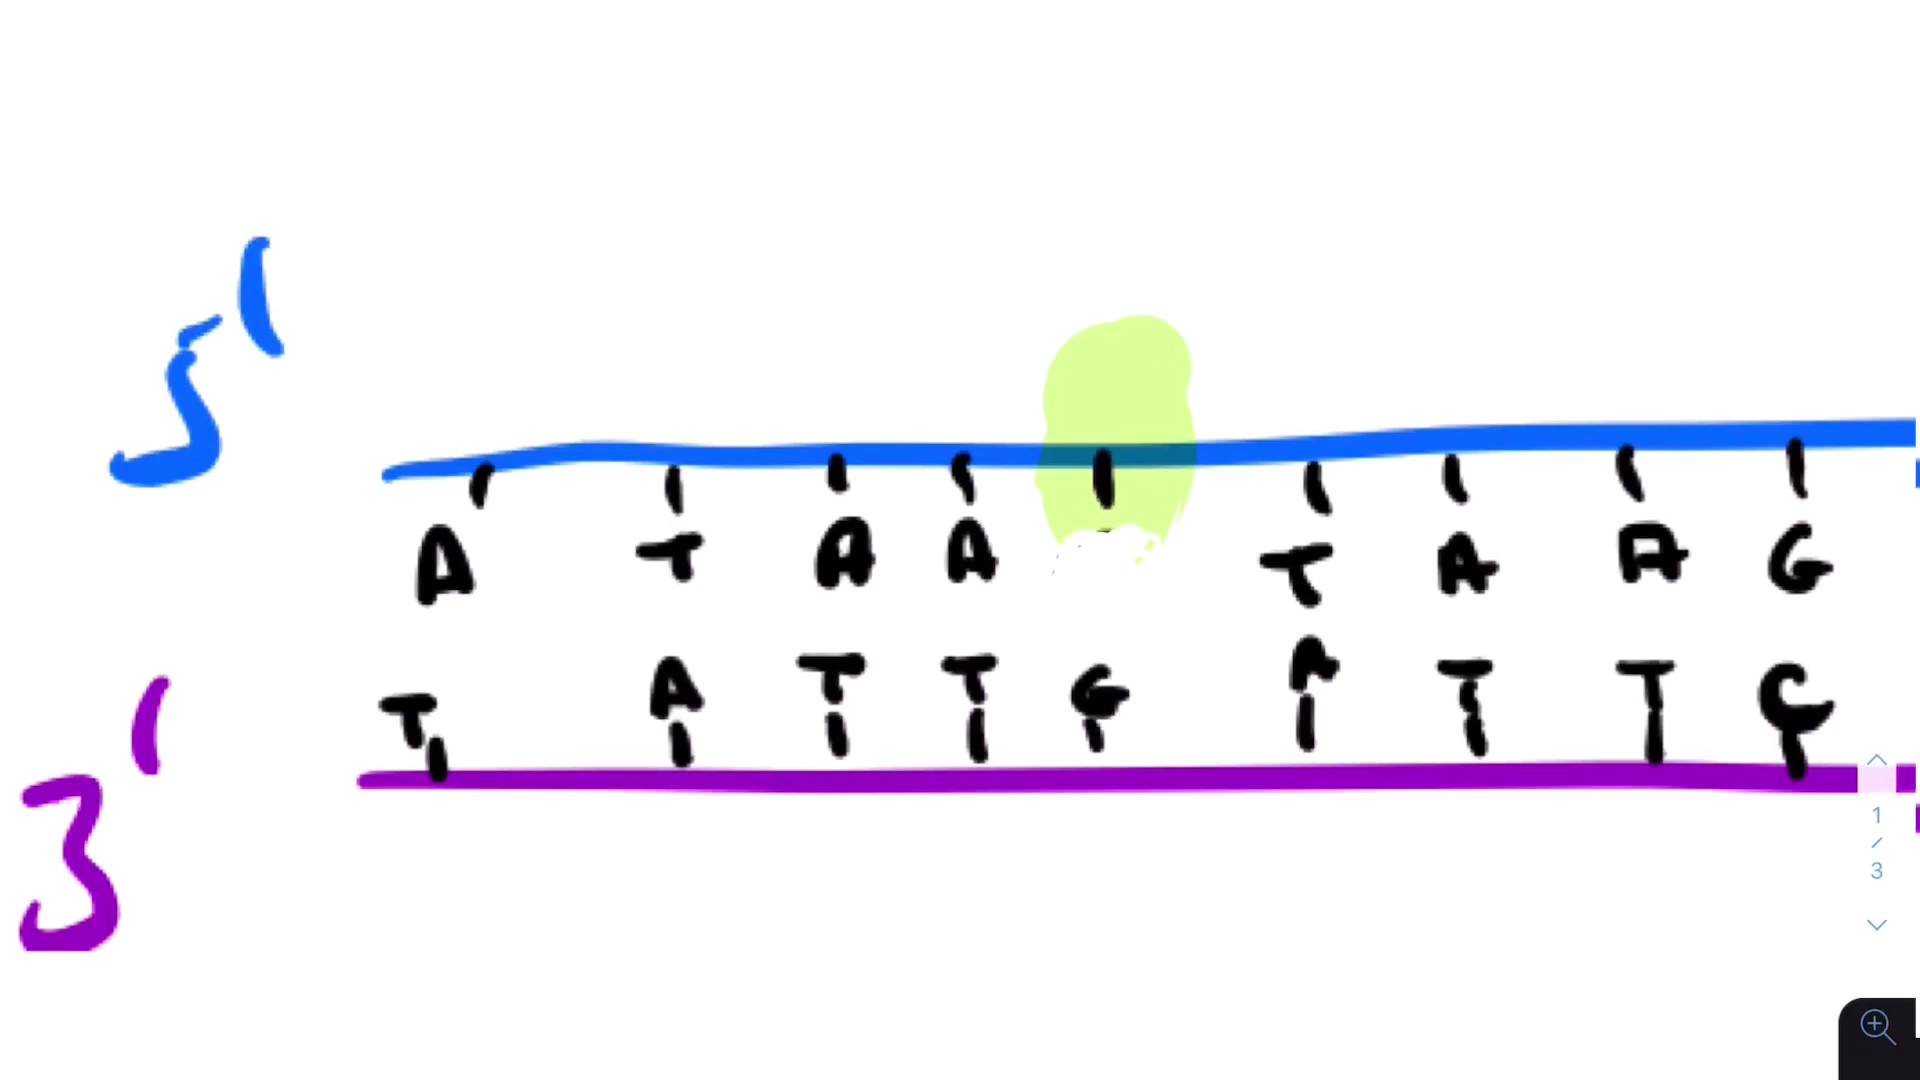 5'
A T A A T A A G
3'
T A T T G A T T C
1
/
3